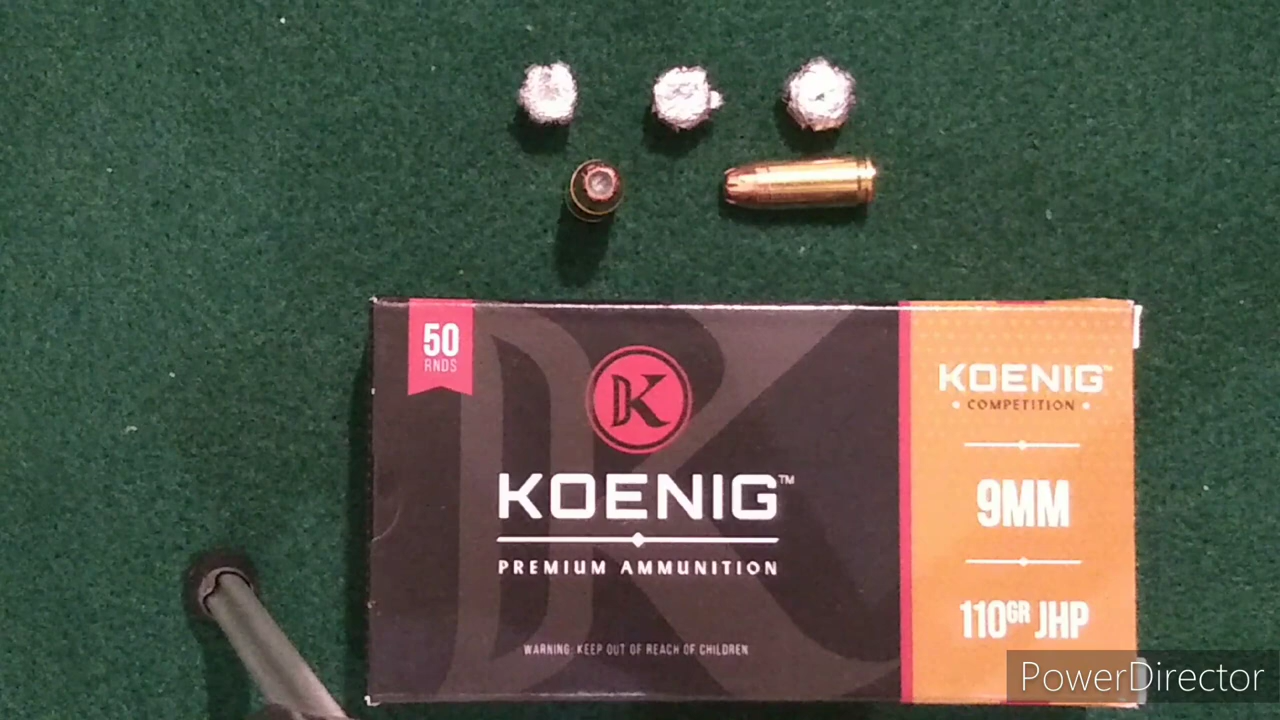 50
RNDS
K
KOENIG™
PREMIUM AMMUNITION
WARNING: KEEP OUT OF REACH OF CHILDREN
KOENIG™
• COMPETITION •
9MM
110GR JHP
PowerDirector